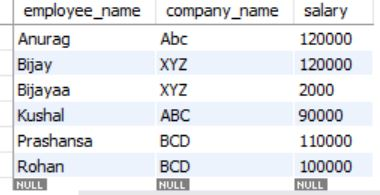 employee_name company_name salary
Anurag Abc 120000
Bijay XYZ 120000
Bijayaa XYZ 2000
Kushal ABC 90000
Prashansa BCD 110000
Rohan BCD 100000
NULL NULL NULL